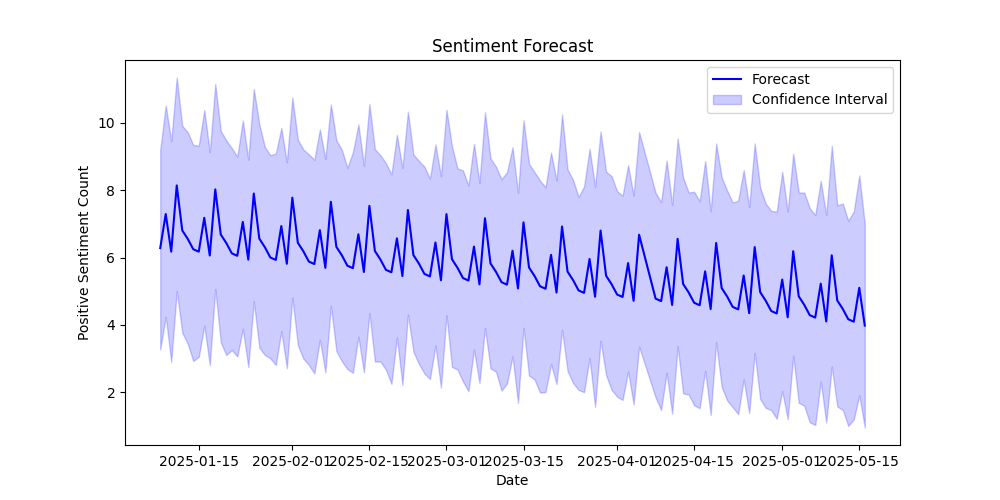 Sentiment Forecast
Forecast
Confidence Interval
Positive Sentiment Count
10
8
6
4
2
2025-01-15 2025-02-01 2025-02-15 2025-03-01 2025-03-15 2025-04-01 2025-04-15 2025-05-01 2025-05-15
Date